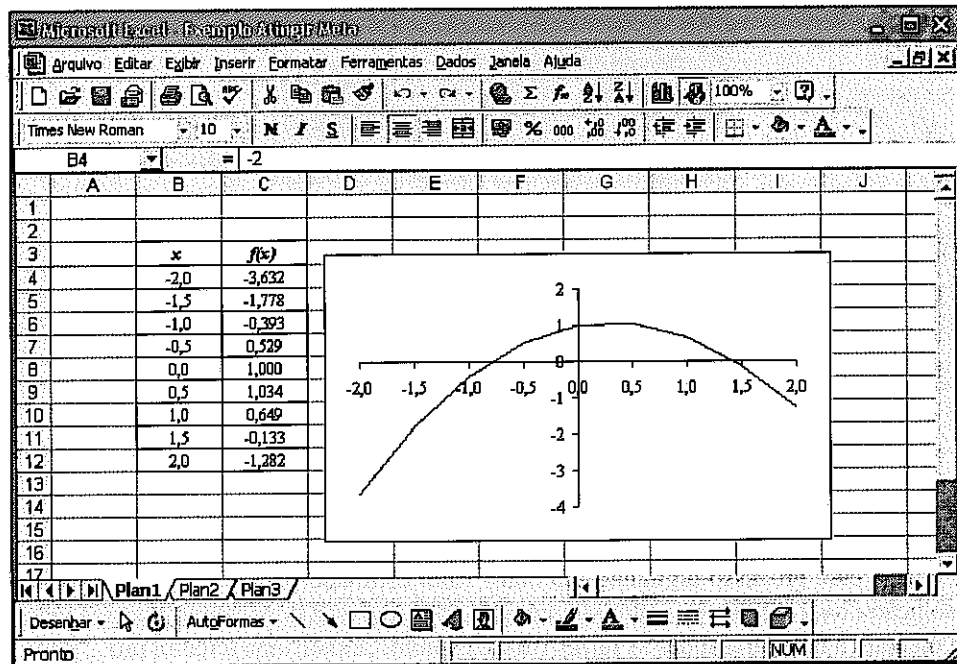 Microsoft Excel - Exemplo Atingir Meta
Arquivo Editar Exibir Inserir Formatar Ferramentas Dados Janela Ajuda
100%
Times New Roman 10 N I S % 000
B4 = -2
A B C D E F G H I J
1
2
3 x f(x)
4 -2,0 -3,632
5 -1,5 -1,778
6 -1,0 -0,393
7 -0,5 0,529
8 0,0 1,000
9 0,5 1,034
10 1,0 0,649
11 1,5 -0,133
12 2,0 -1,282
13
14
15
16
17
2
1
0
-2,0 -1,5 -1,0 -0,5 0,0 0,5 1,0 1,5 2,0
-1
-2
-3
-4
Plan1 Plan2 Plan3
Desenhar AutoFormas
Pronto NÚM